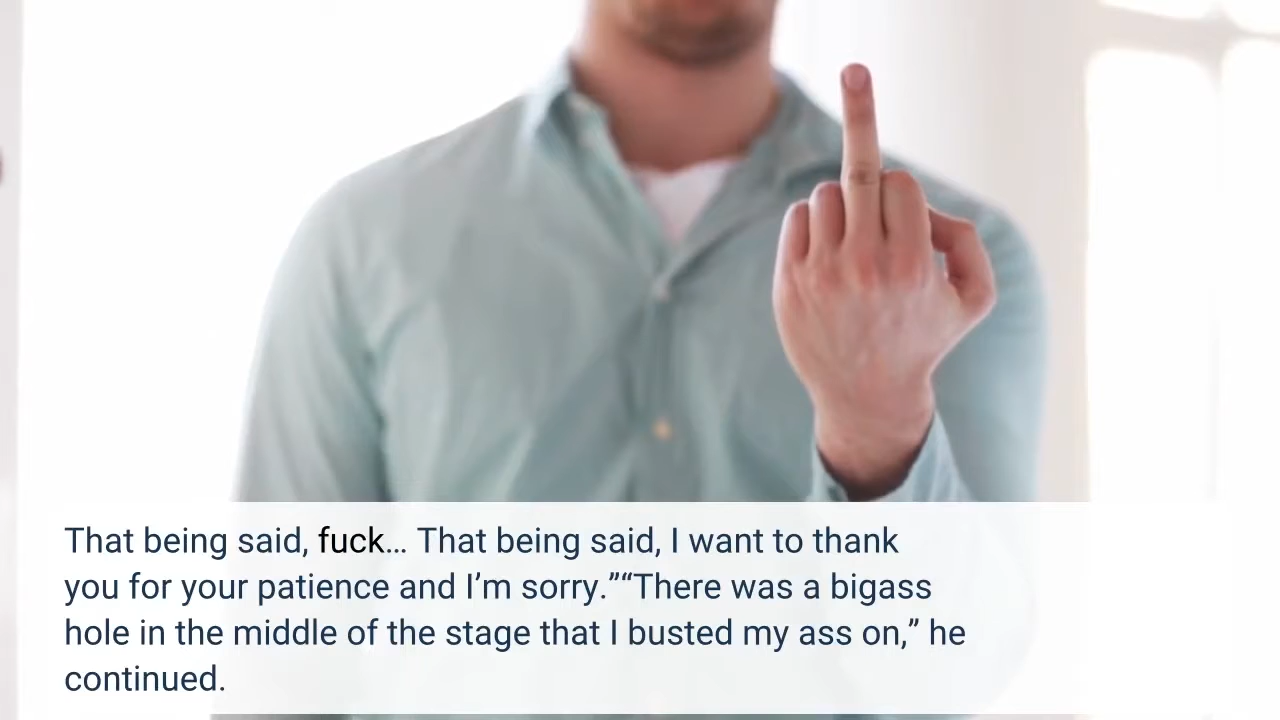 That being said, fuck… That being said, I want to thank
you for your patience and I’m sorry.”“There was a bigass
hole in the middle of the stage that I busted my ass on,” he
continued.